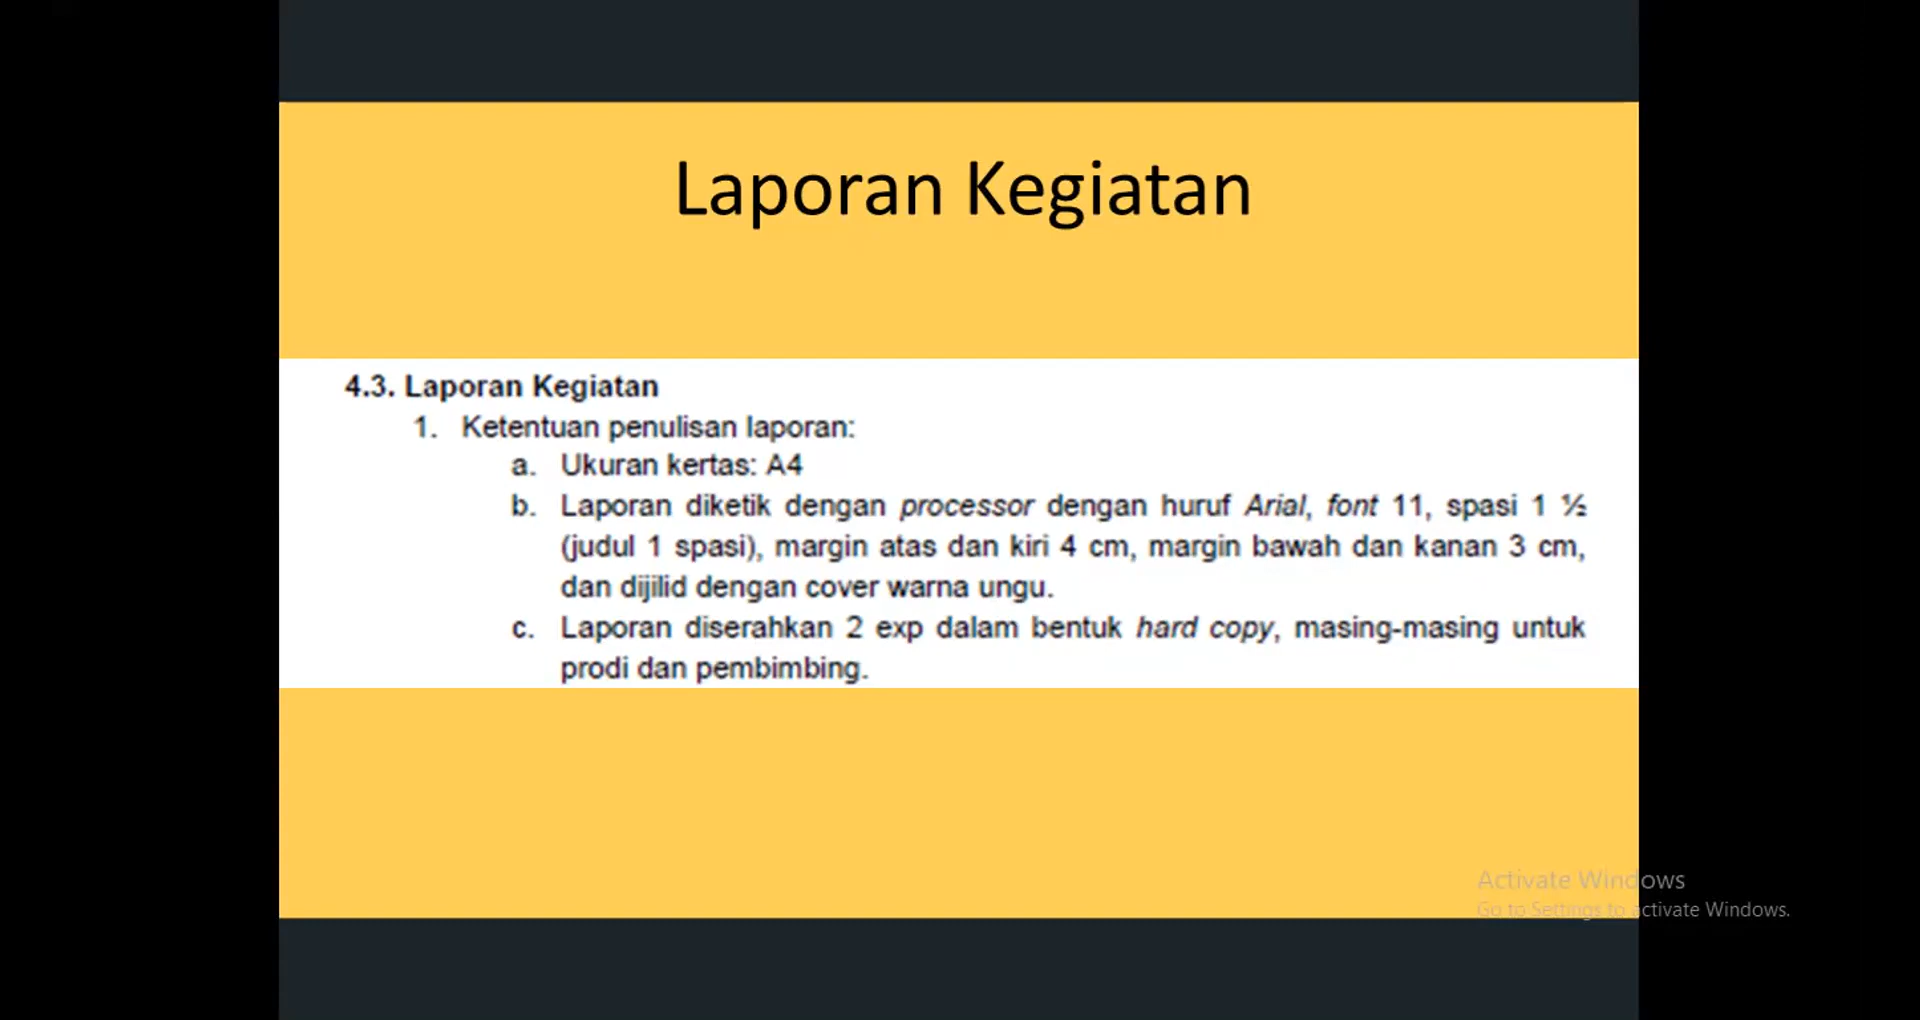 Laporan Kegiatan
4.3. Laporan Kegiatan
1. Ketentuan penulisan laporan:
a. Ukuran kertas: A4
b. Laporan diketik dengan processor dengan huruf Arial, font 11, spasi 1 ½
(judul 1 spasi), margin atas dan kiri 4 cm, margin bawah dan kanan 3 cm,
dan dijilid dengan cover warna ungu.
c. Laporan diserahkan 2 exp dalam bentuk hard copy, masing-masing untuk
prodi dan pembimbing.
Activate Windows
Go to Settings to activate Windows.